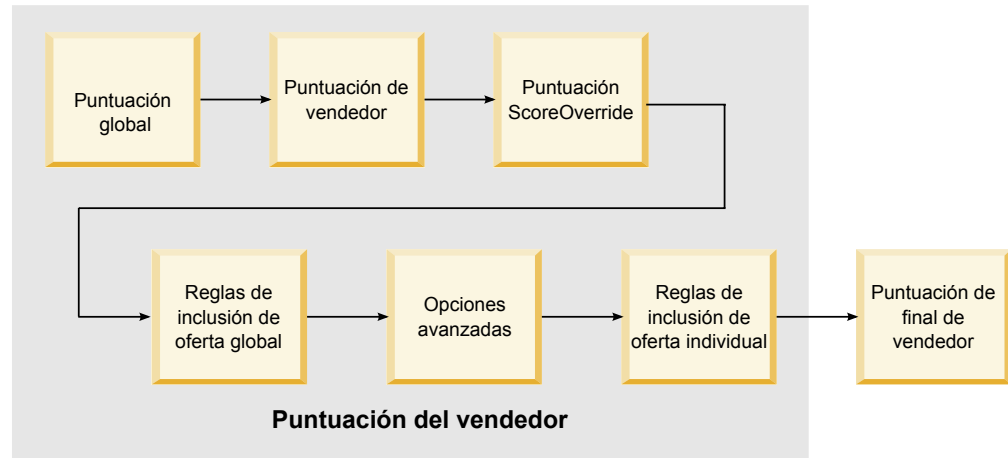 Puntuación
global
Puntuación de
vendedor
Puntuación
ScoreOverride
Reglas de
inclusión de
oferta global
Opciones
avanzadas
Reglas de
inclusión de
oferta individual
Puntuación de
final de
vendedor
Puntuación del vendedor